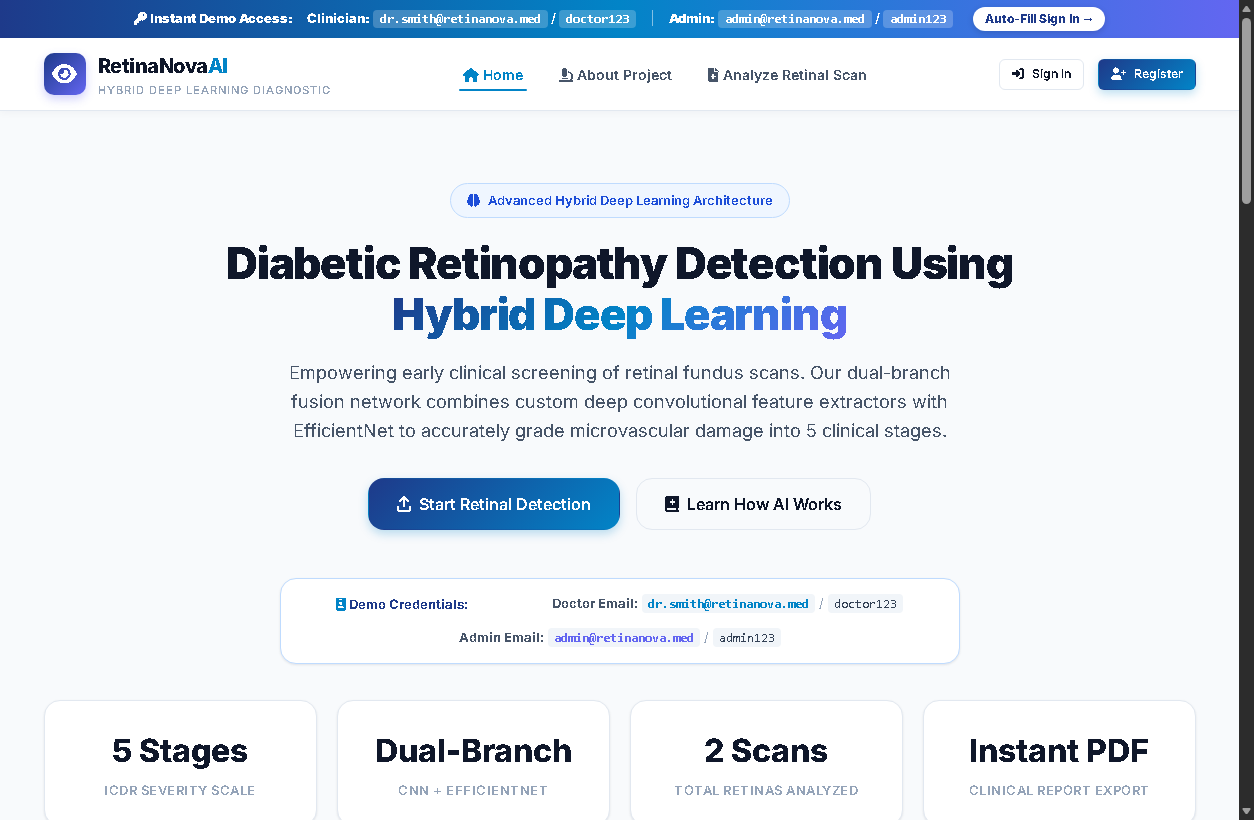 Instant Demo Access: Clinician: dr.smith@retinanova.med / doctor123 Admin: admin@retinanova.med / admin123 Auto-Fill Sign In →
RetinaNovaAI
HYBRID DEEP LEARNING DIAGNOSTIC
Home About Project Analyze Retinal Scan Sign In Register
Advanced Hybrid Deep Learning Architecture
Diabetic Retinopathy Detection Using
Hybrid Deep Learning
Empowering early clinical screening of retinal fundus scans. Our dual-branch
fusion network combines custom deep convolutional feature extractors with
EfficientNet to accurately grade microvascular damage into 5 clinical stages.
Start Retinal Detection Learn How AI Works
Demo Credentials: Doctor Email: dr.smith@retinanova.med / doctor123
Admin Email: admin@retinanova.med / admin123
5 Stages
ICDR SEVERITY SCALE
Dual-Branch
CNN + EFFICIENTNET
2 Scans
TOTAL RETINAS ANALYZED
Instant PDF
CLINICAL REPORT EXPORT